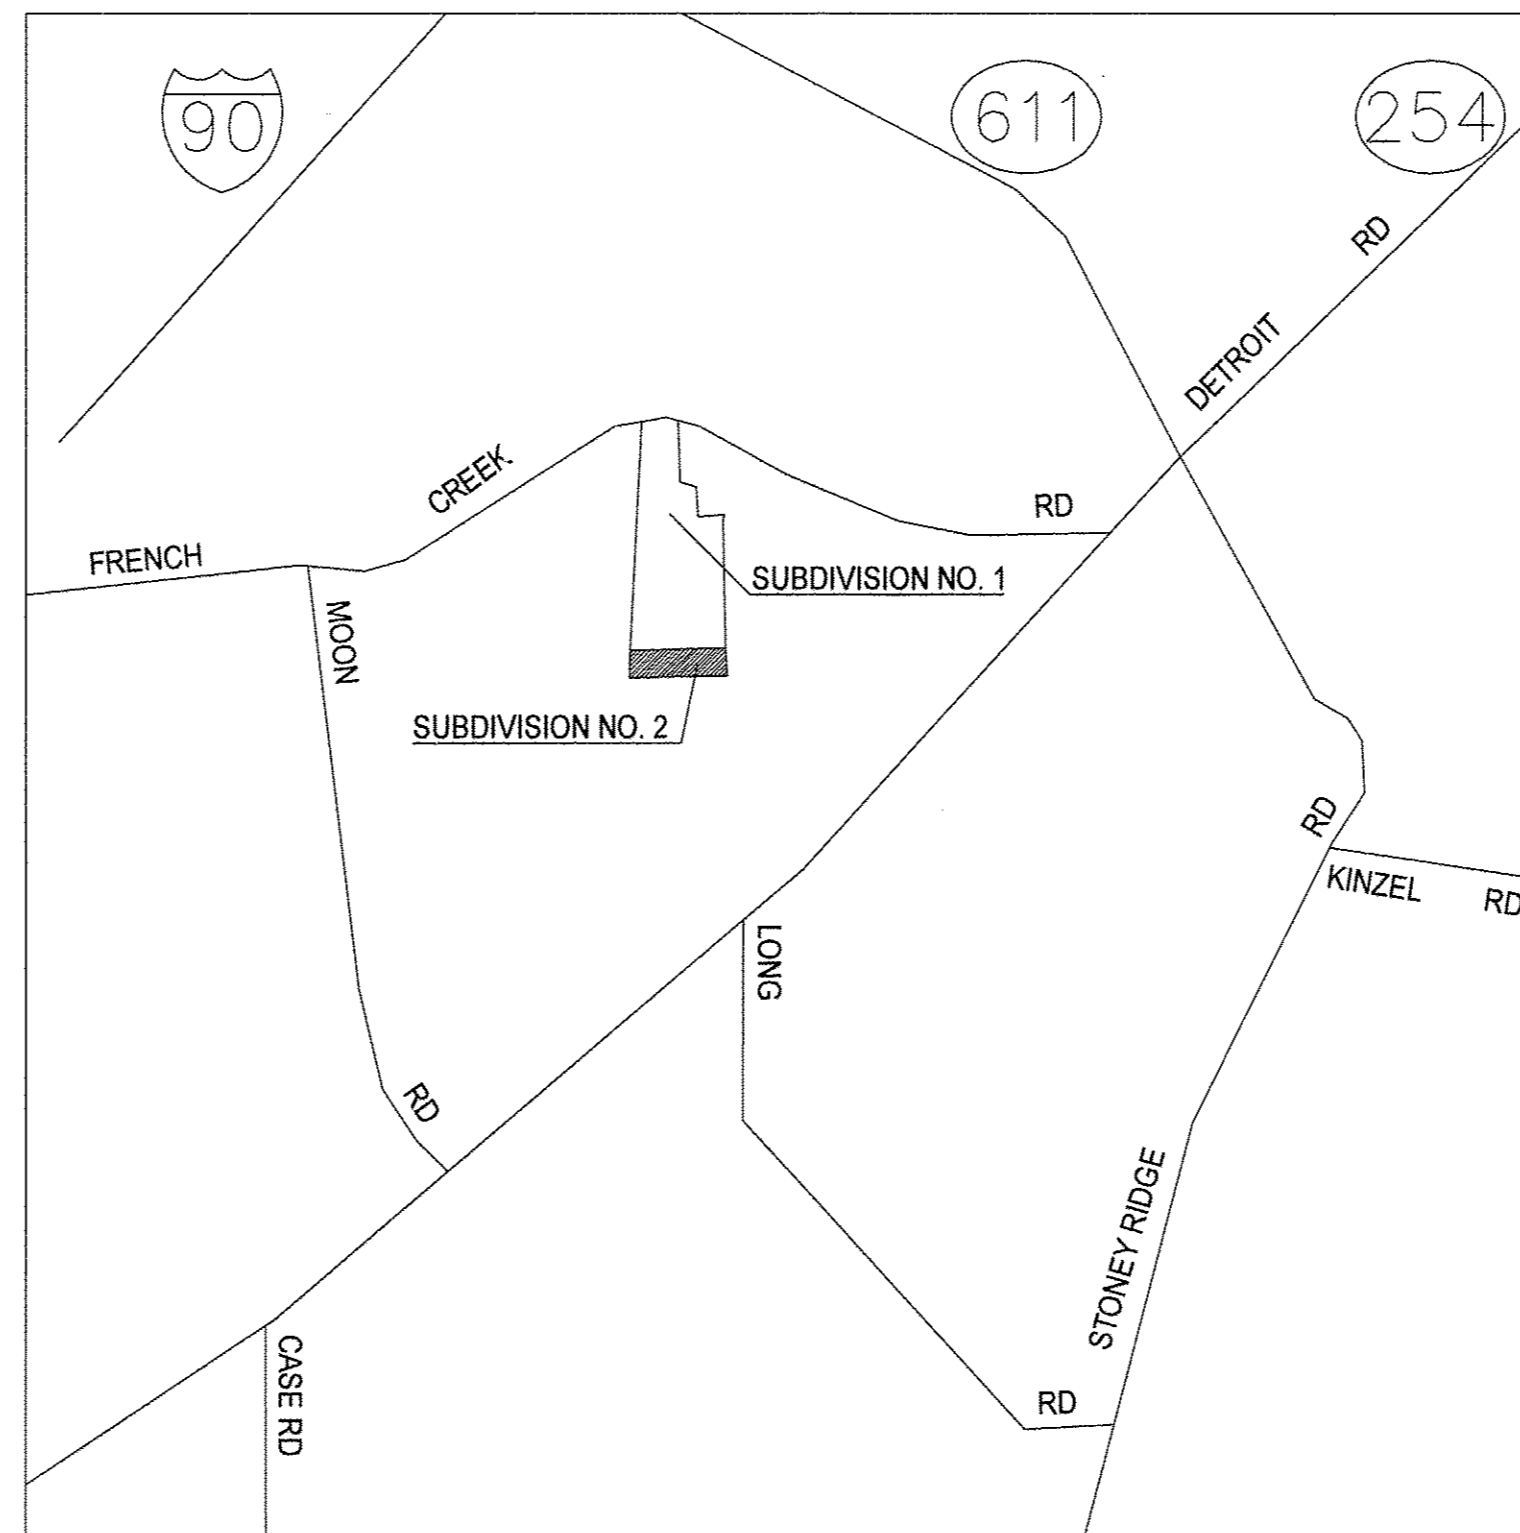 90
611
254
RD
DETROIT
CREEK
RD
FRENCH
SUBDIVISION NO. 1
MOON
SUBDIVISION NO. 2
RD
KINZEL RD
LONG
RD
STONEY RIDGE
CASE RD
RD